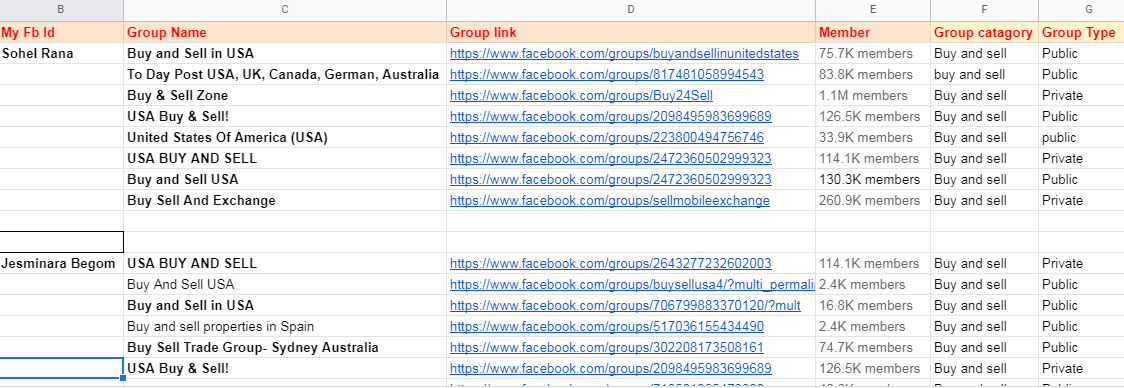 B C D E F G
My Fb Id Group Name Group link Member Group catagory Group Type
Sohel Rana Buy and Sell in USA https://www.facebook.com/groups/buyandsellinunitedstates 75.7K members Buy and sell Public
To Day Post USA, UK, Canada, German, Australia https://www.facebook.com/groups/817481058994543 83.8K members buy and sell Public
Buy & Sell Zone https://www.facebook.com/groups/Buy24Sell 1.1M members Buy and sell Private
USA Buy & Sell! https://www.facebook.com/groups/2098495983699689 126.5K members Buy and sell Public
United States Of America (USA) https://www.facebook.com/groups/223800494756746 33.9K members Buy and sell public
USA BUY AND SELL https://www.facebook.com/groups/2472360502999323 114.1K members Buy and sell Private
Buy and Sell USA https://www.facebook.com/groups/2472360502999323 130.3K members Buy and sell Public
Buy Sell And Exchange https://www.facebook.com/groups/sellmobileexchange 260.9K members Buy and sell Private
Jesminara Begom USA BUY AND SELL https://www.facebook.com/groups/2643277232602003 114.1K members Buy and sell Private
Buy And Sell USA https://www.facebook.com/groups/buysellusa4/?multi_permali 2.4K members Buy and sell Public
Buy and Sell in USA https://www.facebook.com/groups/706799883370120/?mult 16.8K members Buy and sell Public
Buy and sell properties in Spain https://www.facebook.com/groups/517036155434490 2.4K members Buy and sell Public
Buy Sell Trade Group- Sydney Australia https://www.facebook.com/groups/302208173508161 74.7K members Buy and sell Public
USA Buy & Sell! https://www.facebook.com/groups/2098495983699689 126.5K members Buy and sell Private